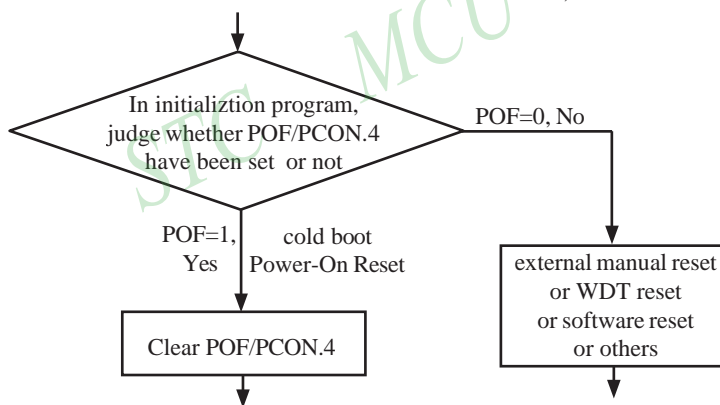 STC MCU
In initializtion program,
judge whether POF/PCON.4
have been set or not
POF=0, No
POF=1,
Yes
cold boot
Power-On Reset
external manual reset
or WDT reset
or software reset
or others
Clear POF/PCON.4